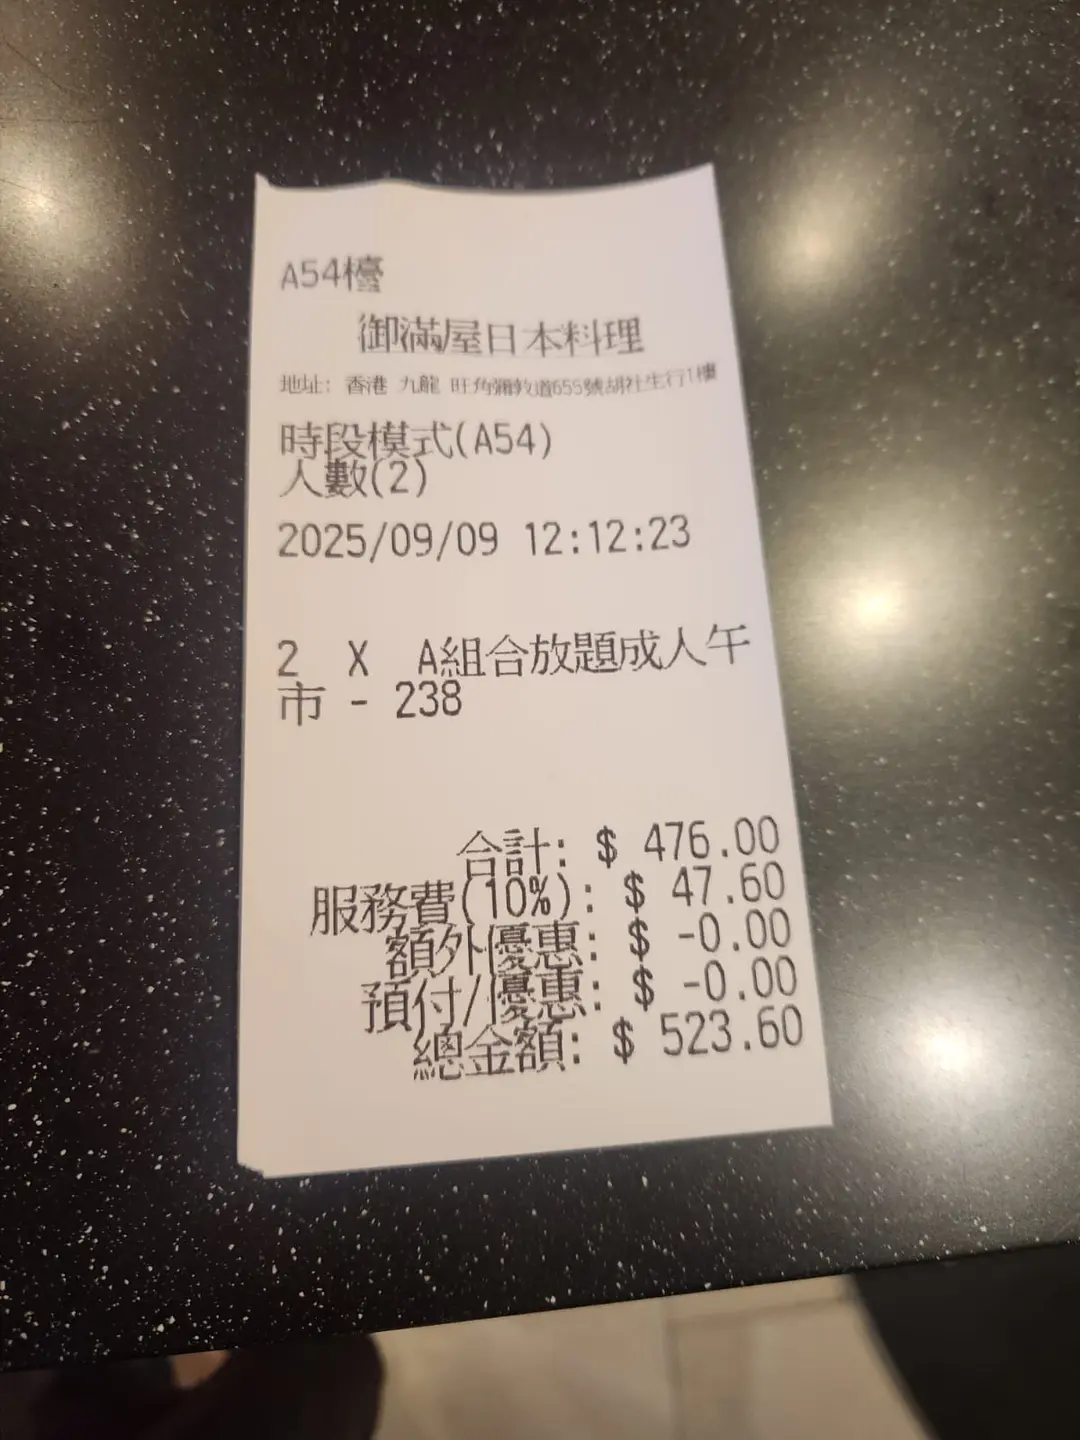 A54檯
御滿屋日本料理
地址: 香港 九龍 旺角彌敦道655號胡社生行1樓
時段模式(A54)
人數(2)
2025/09/09 12:12:23
2 X A組合放題成人午
市 - 238
合計: $ 476.00
服務費(10%): $ 47.60
額外優惠: $ -0.00
預付/優惠: $ -0.00
總金額: $ 523.60